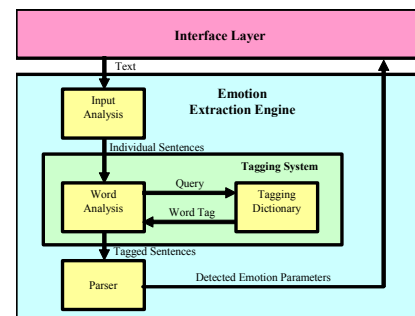 Interface Layer
Text
Emotion
Extraction Engine
Input
Analysis
Individual Sentences
Tagging System
Word
Analysis
Query
Word Tag
Tagging
Dictionary
Tagged Sentences
Parser
Detected Emotion Parameters